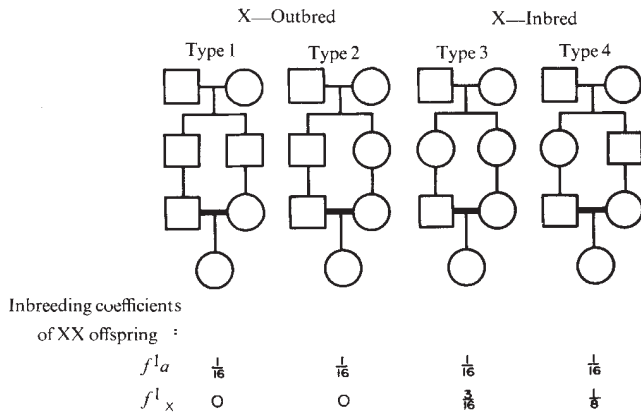 X—Outbred X—Inbred
Type 1 Type 2 Type 3 Type 4
Inbreeding coefficients
of XX offspring :
f¹a 1/16 1/16 1/16 1/16
f¹x 0 0 3/16 1/8